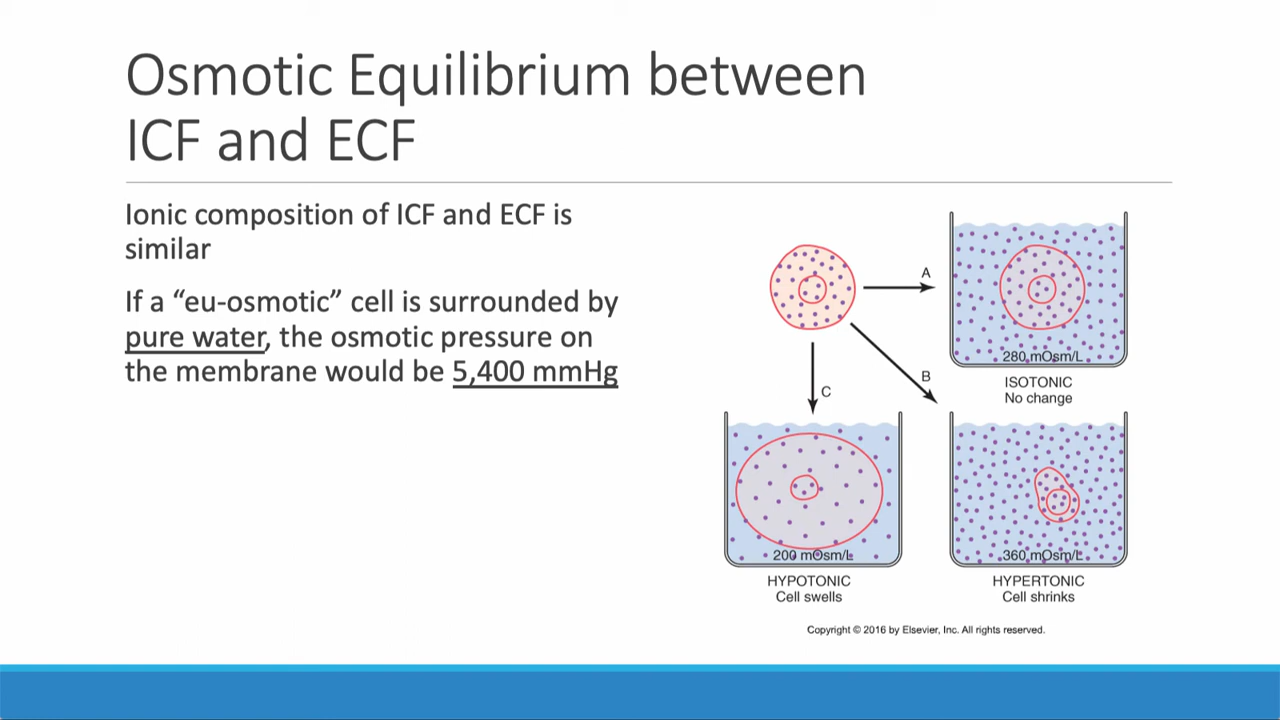 Osmotic Equilibrium between
ICF and ECF
Ionic composition of ICF and ECF is
similar
If a “eu-osmotic” cell is surrounded by
pure water, the osmotic pressure on
the membrane would be 5,400 mmHg
A
B
C
280 mOsm/L
ISOTONIC
No change
200 mOsm/L
HYPOTONIC
Cell swells
360 mOsm/L
HYPERTONIC
Cell shrinks
Copyright © 2016 by Elsevier, Inc. All rights reserved.